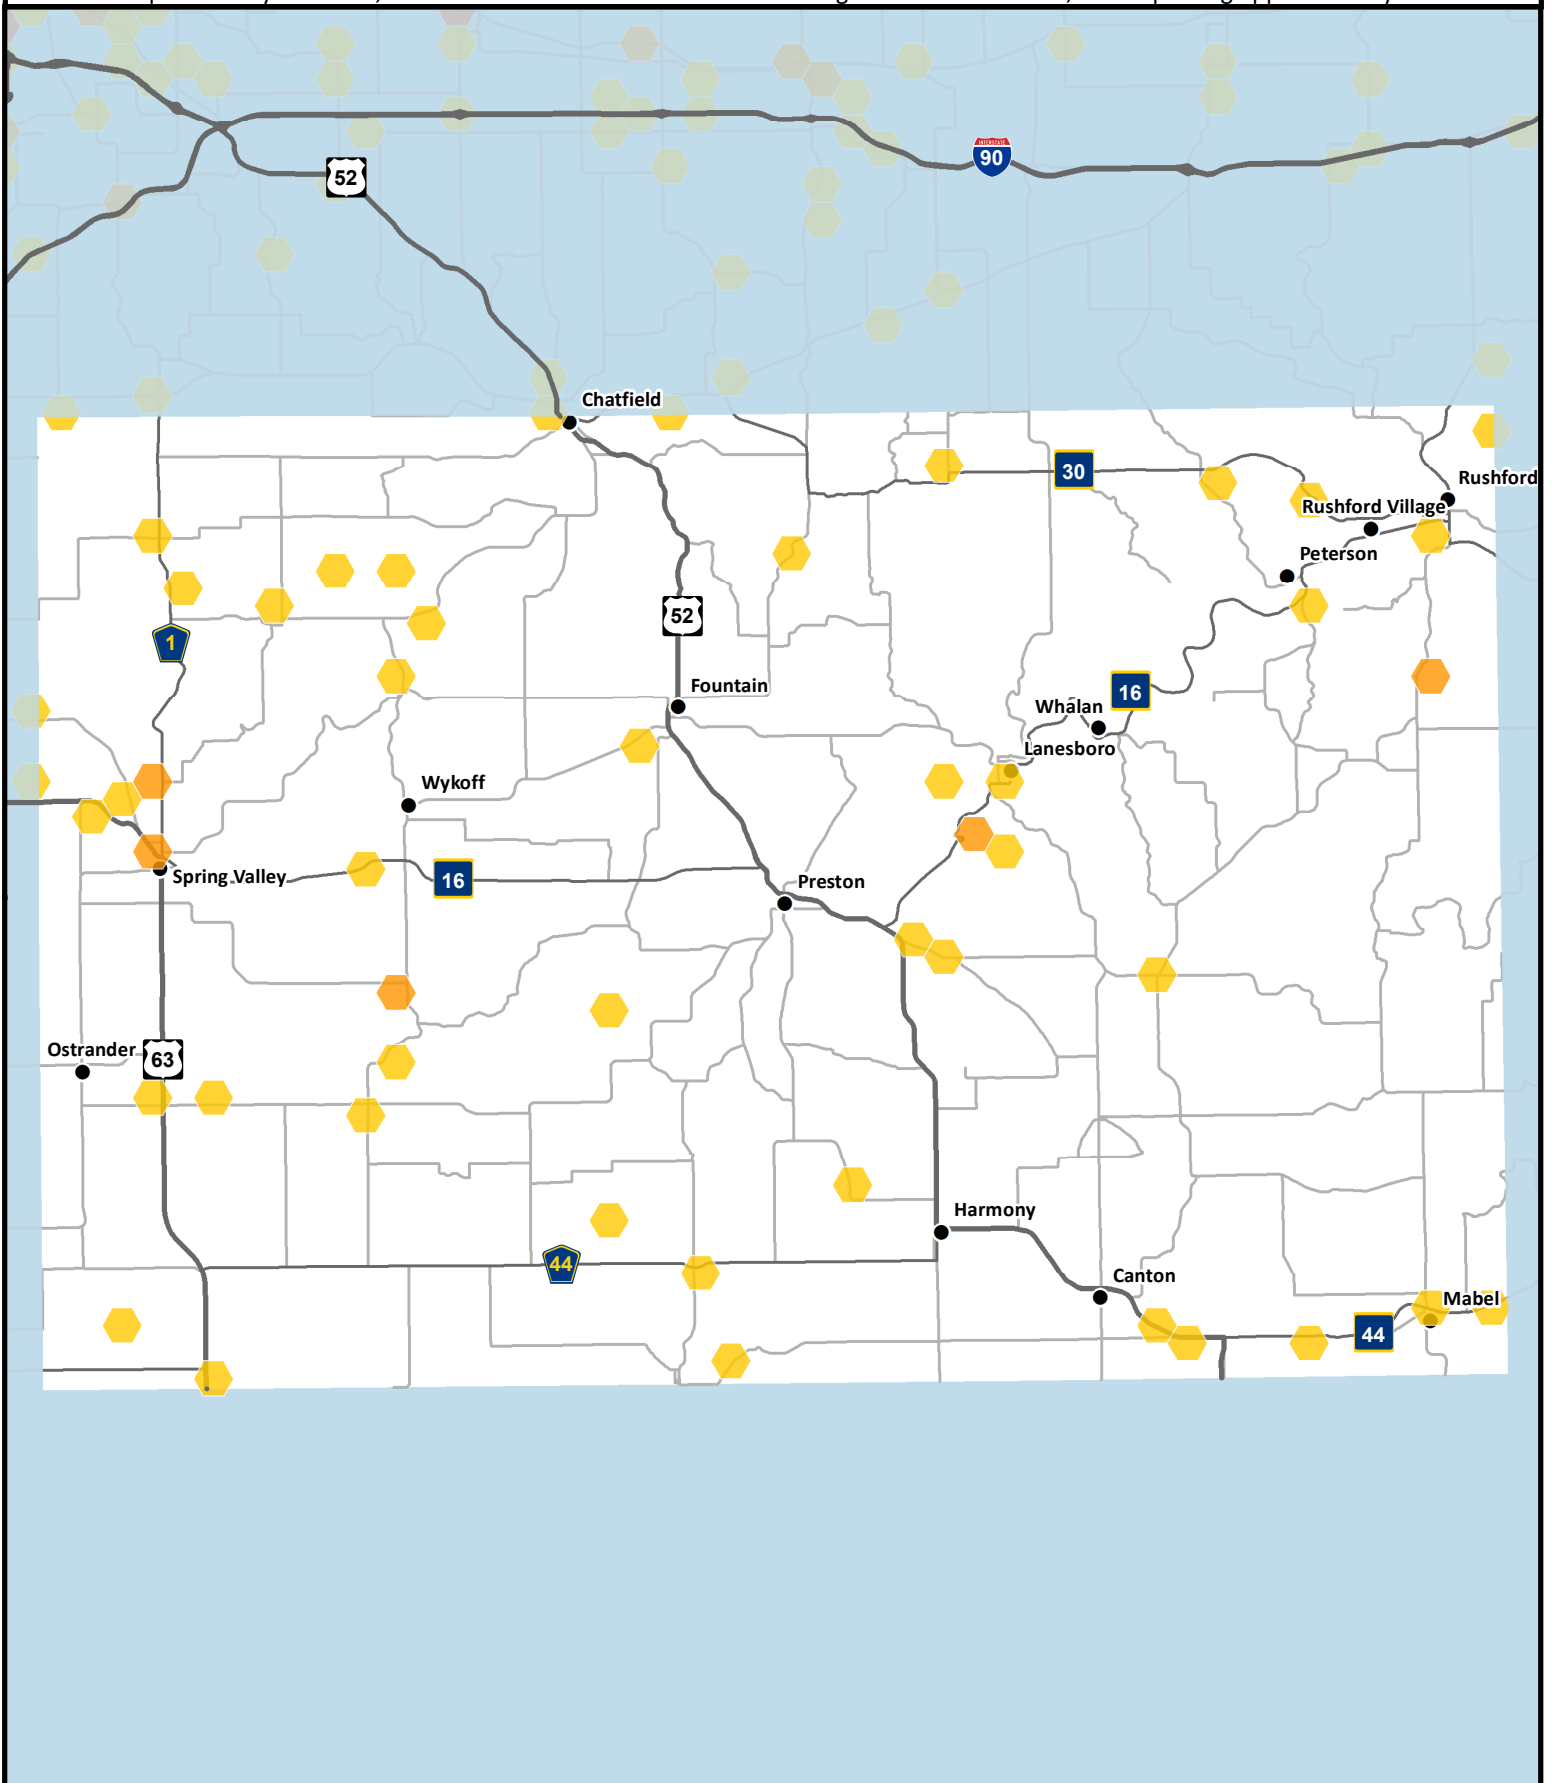 INTERSTATE
90
52
Chatfield
30
Rushford
Rushford Village
Peterson
52
1
Fountain
16
Whalan
Lanesboro
Wykoff
Spring Valley
16
Preston
Ostrander
63
Harmony
44
Canton
Mabel
44